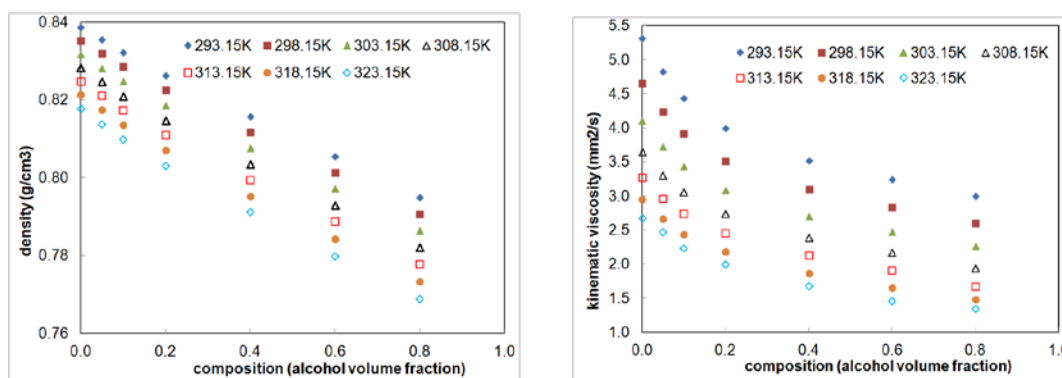 0.84
0.82
0.80
0.78
0.76
density (g/cm3)
293.15K 298.15K 303.15K 308.15K
313.15K 318.15K 323.15K
0.0 0.2 0.4 0.6 0.8 1.0
composition (alcohol volume fraction)
5.5
5.0
4.5
4.0
3.5
3.0
2.5
2.0
1.5
1.0
kinematic viscosity (mm2/s)
293.15K 298.15K 303.15K 308.15K
313.15K 318.15K 323.15K
0.0 0.2 0.4 0.6 0.8 1.0
composition (alcohol volume fraction)